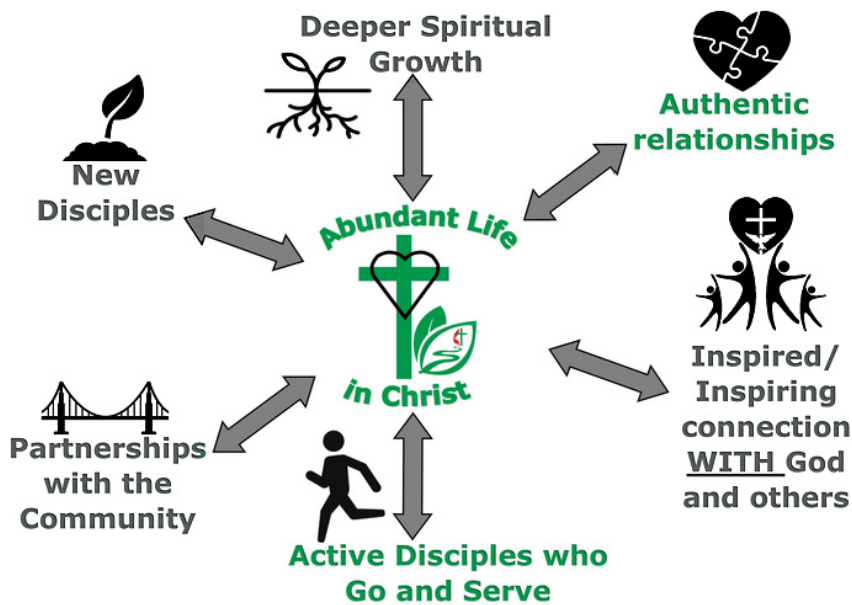 Deeper Spiritual
Growth
Authentic
relationships
New
Disciples
Abundant Life
in Christ
Inspired/
Inspiring
connection
WITH God
and others
Partnerships
with the
Community
Active Disciples who
Go and Serve